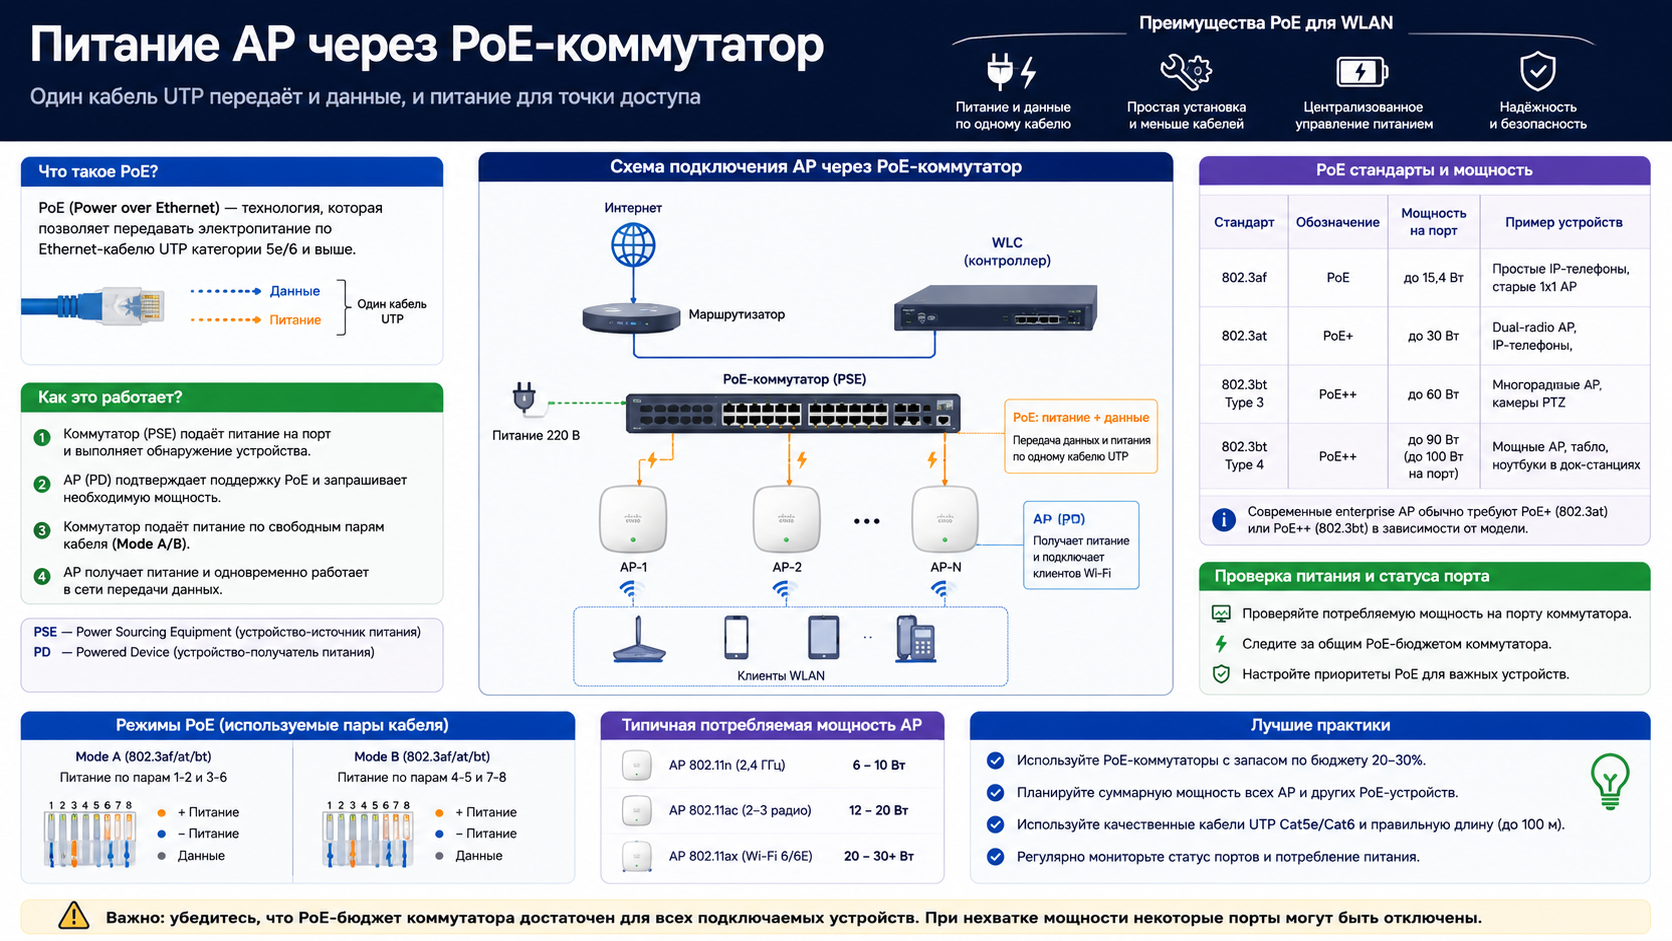 Питание AP через PoE-коммутатор
Один кабель UTP передаёт и данные, и питание для точки доступа
Преимущества PoE для WLAN
Питание и данные
по одному кабелю
Простая установка
и меньше кабелей
Централизованное
управление питанием
Надёжность
и безопасность
Что такое PoE?
PoE (Power over Ethernet) — технология, которая
позволяет передавать электропитание по
Ethernet-кабелю UTP категории 5e/6 и выше.
Данные
Питание
Один кабель
UTP
Как это работает?
1 Коммутатор (PSE) подаёт питание на порт
и выполняет обнаружение устройства.
2 AP (PD) подтверждает поддержку PoE и запрашивает
необходимую мощность.
3 Коммутатор подаёт питание по свободным парам
кабеля (Mode A/B).
4 AP получает питание и одновременно работает
в сети передачи данных.
PSE — Power Sourcing Equipment (устройство-источник питания)
PD — Powered Device (устройство-получатель питания)
Схема подключения AP через PoE-коммутатор
Интернет
WLC
(контроллер)
Маршрутизатор
PoE-коммутатор (PSE)
Питание 220 В
PoE: питание + данные
Передача данных и питания
по одному кабелю UTP
AP (PD)
Получает питание
и подключает
клиентов Wi-Fi
AP-1
AP-2
AP-N
Клиенты WLAN
PoE стандарты и мощность
Стандарт
Обозначение
Мощность
на порт
Пример устройств
802.3af
PoE
до 15,4 Вт
Простые IP-телефоны,
старые 1x1 AP
802.3at
PoE+
до 30 Вт
Dual-radio AP,
IP-телефоны,
802.3bt
Type 3
PoE++
до 60 Вт
AP,
камеры PTZ
802.3bt
Type 4
PoE++
до 90 Вт
(до 100 Вт
на порт)
Мощные AP, табло,
ноутбуки в док-станциях
Современные enterprise AP обычно требуют PoE+ (802.3at)
или PoE++ (802.3bt) в зависимости от модели.
Проверка питания и статуса порта
Проверяйте потребляемую мощность на порту коммутатора.
Следите за общим PoE-бюджетом коммутатора.
Настройте приоритеты PoE для важных устройств.
Режимы PoE (используемые пары кабеля)
Mode A (802.3af/at/bt)
Питание по парам 1-2 и 3-6
1 2 3 4 5 6 7 8
+ Питание
– Питание
Данные
Mode B (802.3af/at/bt)
Питание по парам 4-5 и 7-8
1 2 3 4 5 6 7 8
+ Питание
– Питание
Данные
Типичная потребляемая мощность AP
AP 802.11n (2,4 ГГц) 6 – 10 Вт
AP 802.11ac (2–3 радио) 12 – 20 Вт
AP 802.11ax (Wi-Fi 6/6E) 20 – 30+ Вт
Лучшие практики
Используйте PoE-коммутаторы с запасом по бюджету 20–30%.
Планируйте суммарную мощность всех AP и других PoE-устройств.
Используйте качественные кабели UTP Cat5e/Cat6 и правильную длину (до 100 м).
Регулярно мониторьте статус портов и потребление питания.
Важно: убедитесь, что PoE-бюджет коммутатора достаточен для всех подключаемых устройств. При нехватке мощности некоторые порты могут быть отключены.